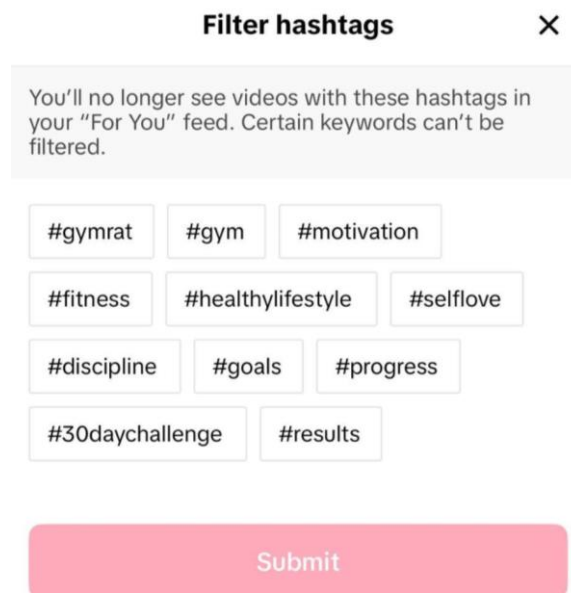 Filter hashtags
You’ll no longer see videos with these hashtags in
your “For You” feed. Certain keywords can’t be
filtered.
#gymrat #gym #motivation
#fitness #healthylifestyle #selflove
#discipline #goals #progress
#30daychallenge #results
Submit